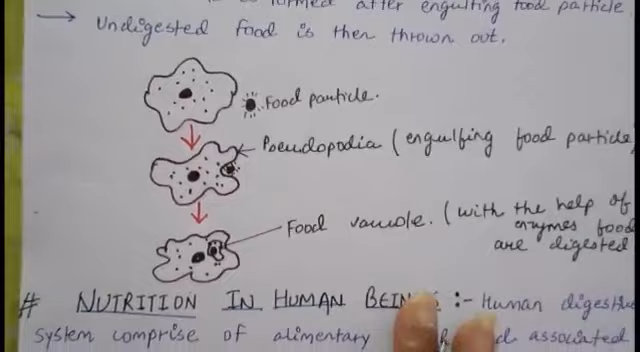 formed after engulfing food particle
→ Undigested food is then thrown out.
Food particle.
Pseudopodia (engulfing food particle
Food vacuole. (with the help of
enzymes food
are digested
# NUTRITION IN HUMAN BEINGS :- Human digestive
system comprise of alimentary associated